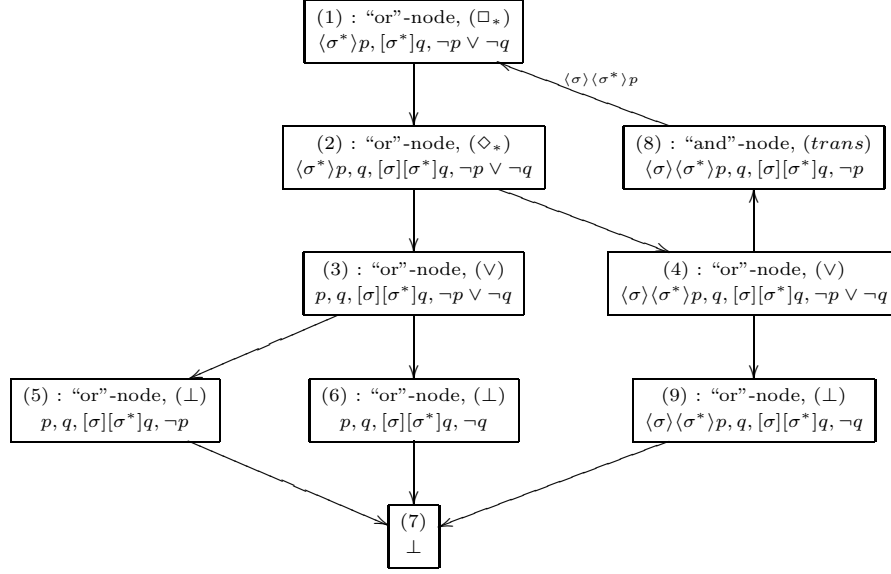 (1) : “or”-node, (□∗)
⟨σ∗⟩p, [σ∗]q, ¬p ∨ ¬q
⟨σ⟩⟨σ∗⟩p
(2) : “or”-node, (◇∗)
⟨σ∗⟩p, q, [σ][σ∗]q, ¬p ∨ ¬q
(8) : “and”-node, (trans)
⟨σ⟩⟨σ∗⟩p, q, [σ][σ∗]q, ¬p
(3) : “or”-node, (∨)
p, q, [σ][σ∗]q, ¬p ∨ ¬q
(4) : “or”-node, (∨)
⟨σ⟩⟨σ∗⟩p, q, [σ][σ∗]q, ¬p ∨ ¬q
(5) : “or”-node, (⊥)
p, q, [σ][σ∗]q, ¬p
(6) : “or”-node, (⊥)
p, q, [σ][σ∗]q, ¬q
(9) : “or”-node, (⊥)
⟨σ⟩⟨σ∗⟩p, q, [σ][σ∗]q, ¬q
(7)
⊥